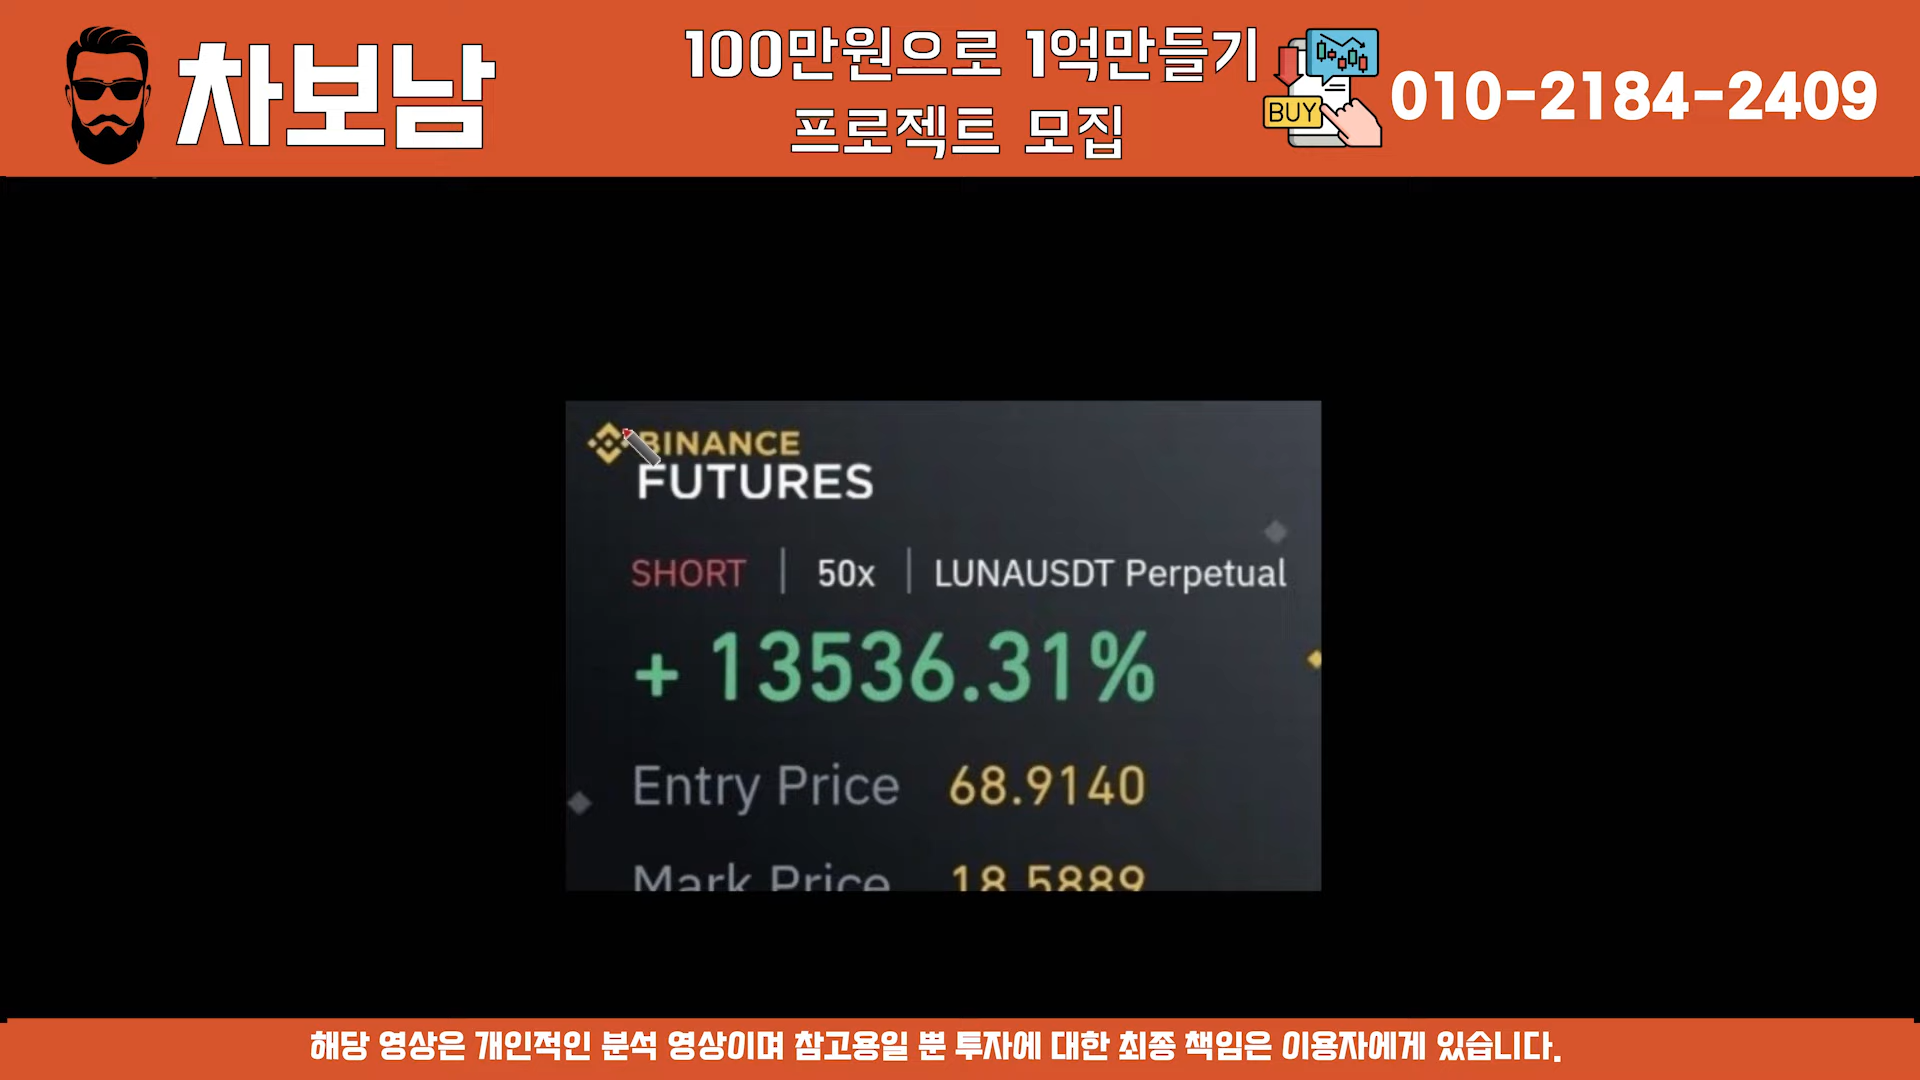 차보남
100만원으로 1억만들기
프로젝트 모집
BUY
010-2184-2409
BINANCE
FUTURES
SHORT | 50x | LUNAUSDT Perpetual
+ 13536.31%
Entry Price 68.9140
Mark Price 18.5889
해당 영상은 개인적인 분석 영상이며 참고용일 뿐 투자에 대한 최종 책임은 이용자에게 있습니다.